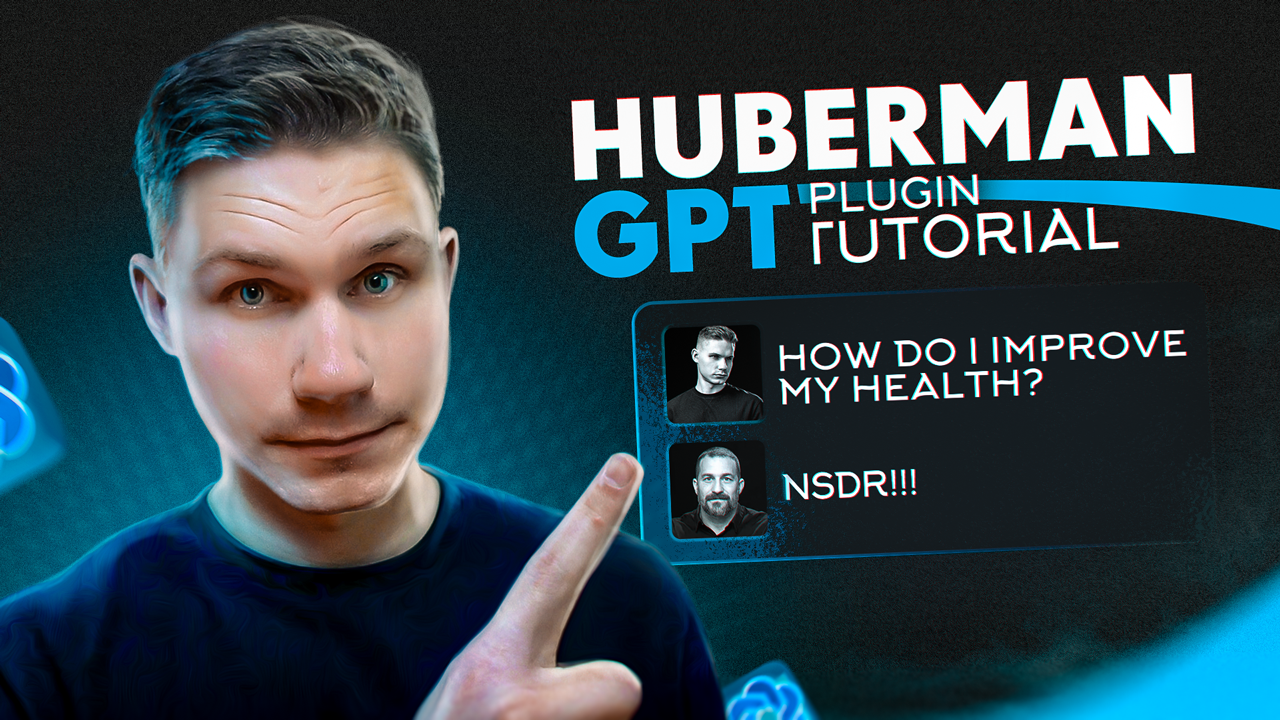 HUBERMAN
GPT PLUGIN
TUTORIAL
HOW DO I IMPROVE
MY HEALTH?
NSDR!!!